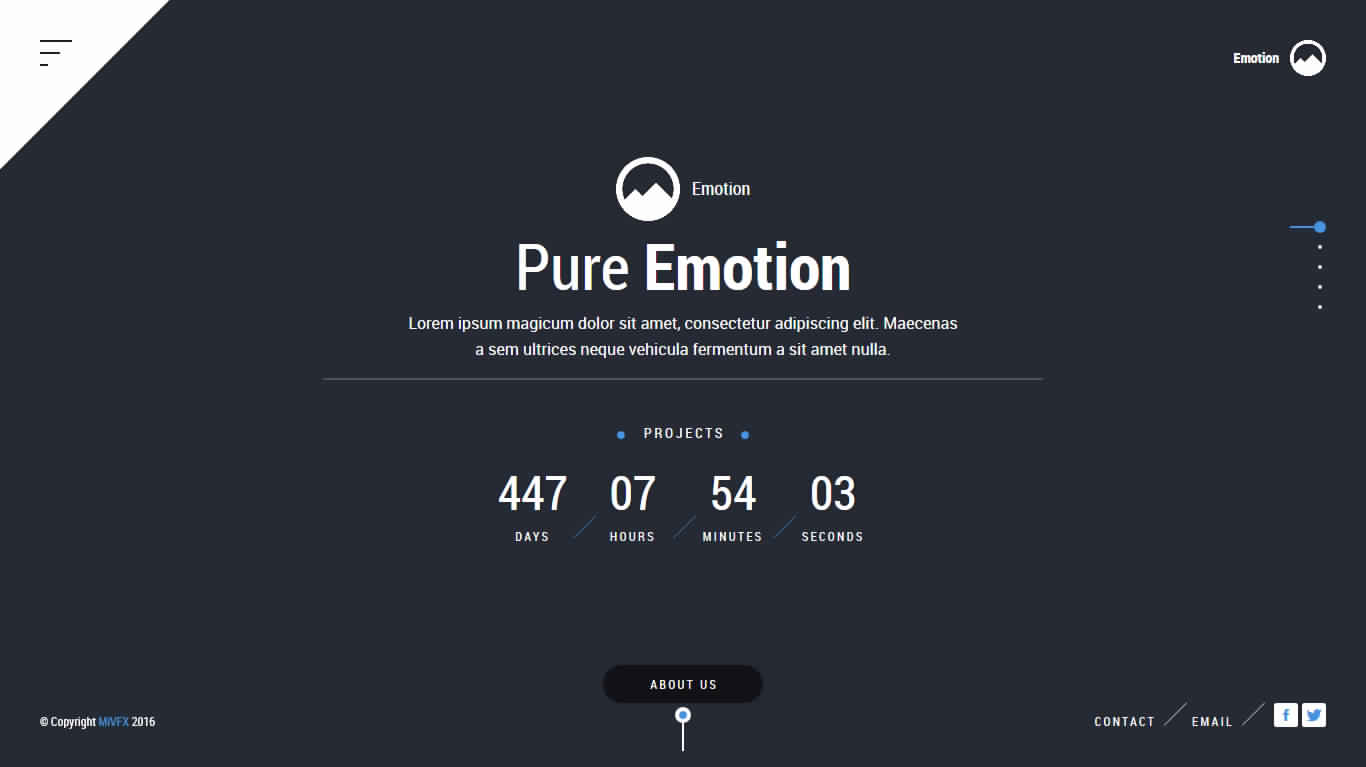 Emotion
Emotion
Pure Emotion
Lorem ipsum magicum dolor sit amet, consectetur adipiscing elit. Maecenas
a sem ultrices neque vehicula fermentum a sit amet nulla.
PROJECTS
447 07 54 03
DAYS HOURS MINUTES SECONDS
ABOUT US
© Copyright MiVFX 2016
CONTACT EMAIL f